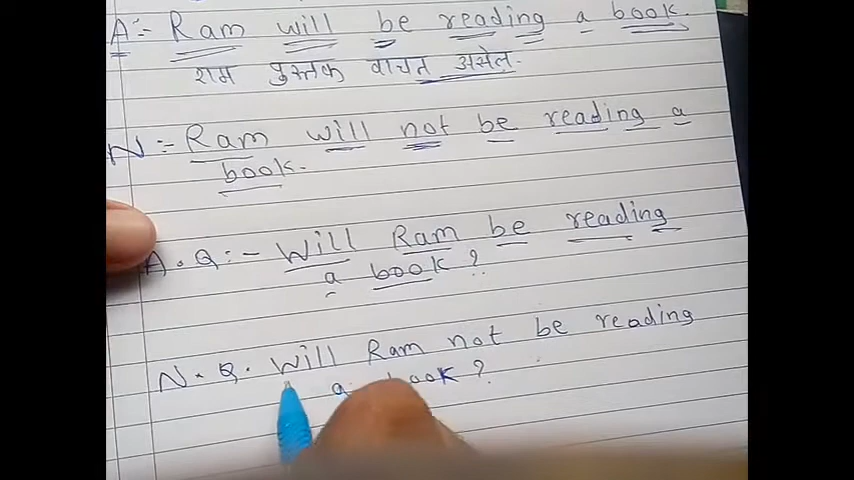 A:- Ram will be reading a book.
राम पुस्तक वाचत असेल.
N:- Ram will not be reading a
book.
A.Q:- Will Ram be reading
a book?
N.Q. Will Ram not be reading
a book?